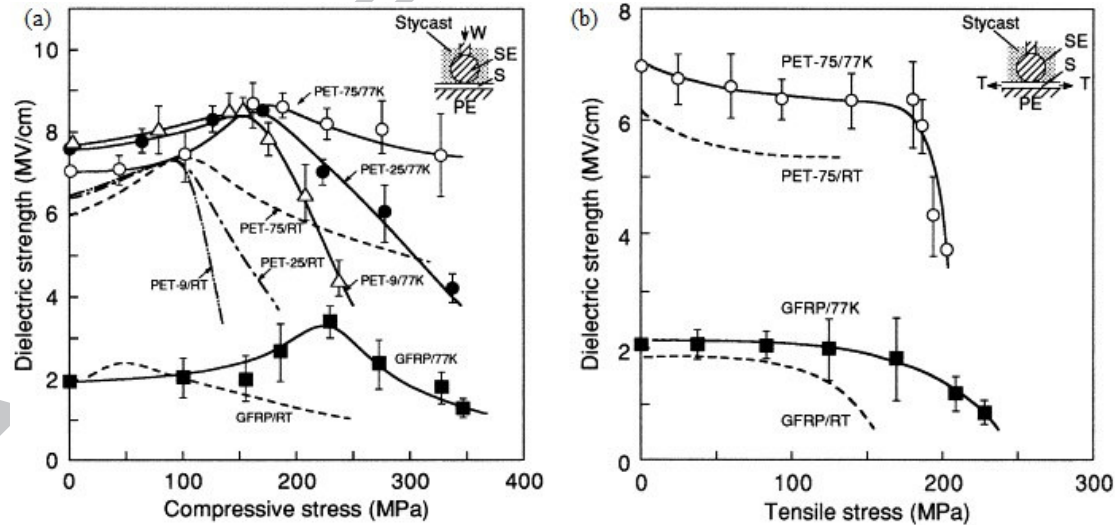 (a)
Stycast
W
SE
S
PE
Dielectric strength (MV/cm)
10
8
6
4
2
0
PET-75/77K
PET-25/77K
PET-75/RT
PET-25/RT
PET-9/RT
PET-9/77K
GFRP/77K
GFRP/RT
0 100 200 300 400
Compressive stress (MPa)
(b)
Stycast
SE
S
T T
PE
Dielectric strength (MV/cm)
8
6
4
2
0
PET-75/77K
PET-75/RT
GFRP/77K
GFRP/RT
0 100 200 300
Tensile stress (MPa)